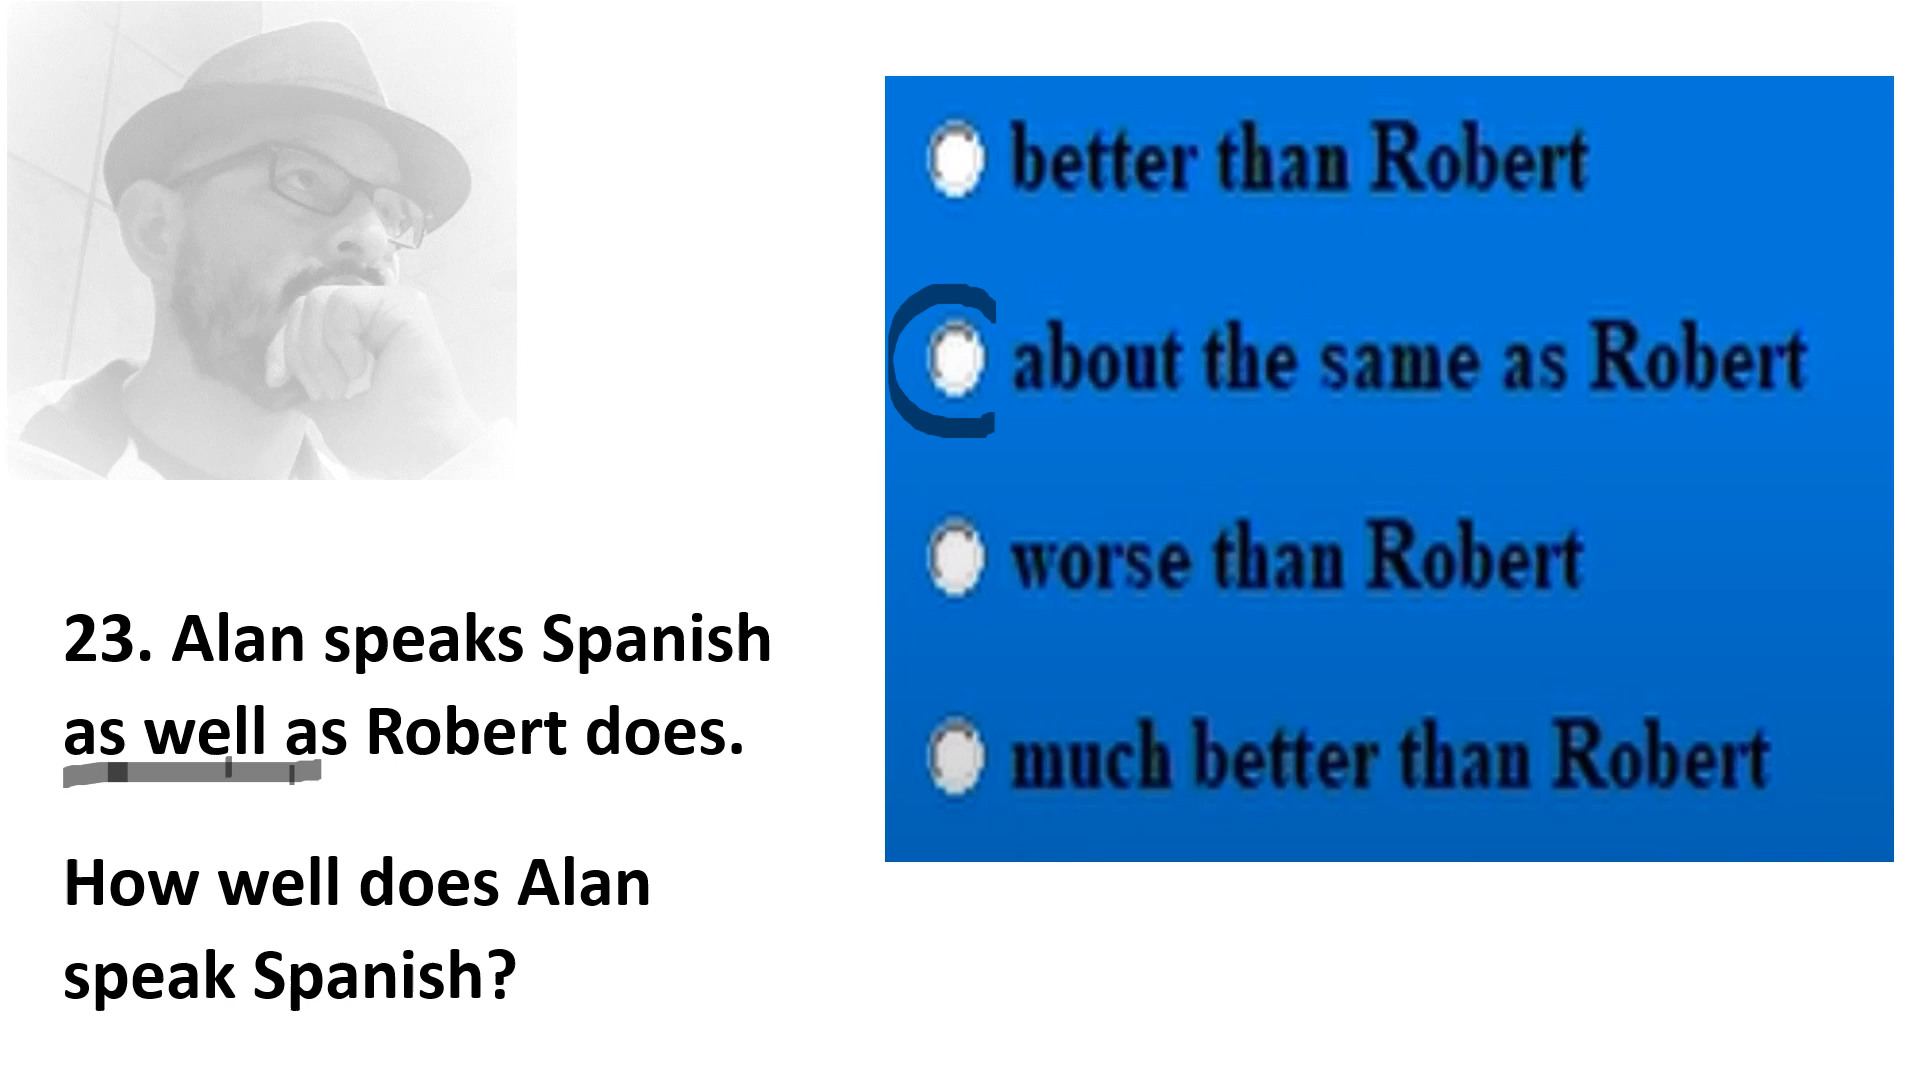 23. Alan speaks Spanish
as well as Robert does.
How well does Alan
speak Spanish?
better than Robert
about the same as Robert
worse than Robert
much better than Robert